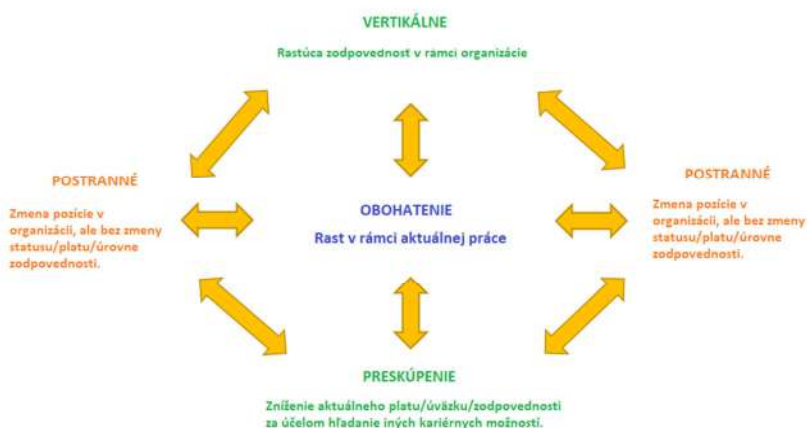 VERTIKÁLNE
Rastúca zodpovednosť v rámci organizácie
POSTRANNÉ
Zmena pozície v
organizácii, ale bez zmeny
statusu/platu/úrovne
zodpovednosti.
OBOHATENIE
Rast v rámci aktuálnej práce
POSTRANNÉ
Zmena pozície v
organizácii, ale bez zmeny
statusu/platu/úrovne
zodpovednosti.
PRESKÚPENIE
Zníženie aktuálneho platu/úväzku/zodpovednosti
za účelom hľadanie iných kariérnych možností.